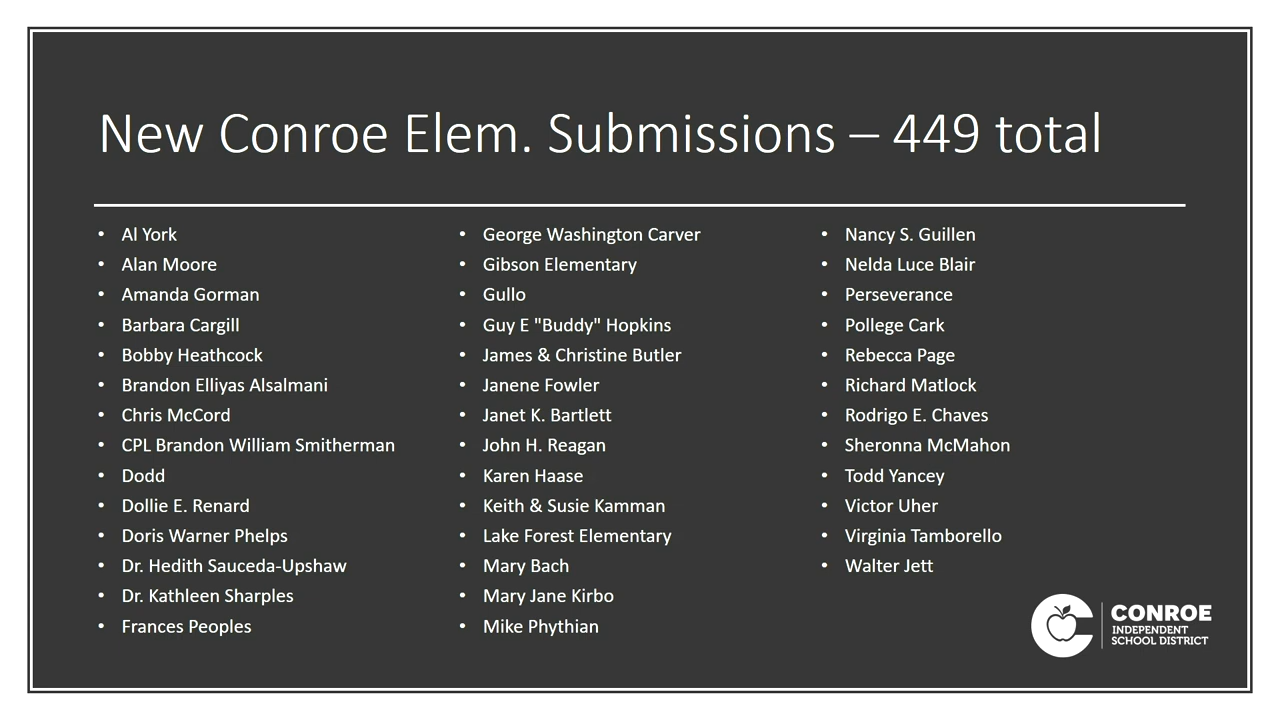 New Conroe Elem. Submissions – 449 total
• Al York
• Alan Moore
• Amanda Gorman
• Barbara Cargill
• Bobby Heathcock
• Brandon Elliyas Alsalmani
• Chris McCord
• CPL Brandon William Smitherman
• Dodd
• Dollie E. Renard
• Doris Warner Phelps
• Dr. Hedith Sauceda-Upshaw
• Dr. Kathleen Sharples
• Frances Peoples
• George Washington Carver
• Gibson Elementary
• Gullo
• Guy E "Buddy" Hopkins
• James & Christine Butler
• Janene Fowler
• Janet K. Bartlett
• John H. Reagan
• Karen Haase
• Keith & Susie Kamman
• Lake Forest Elementary
• Mary Bach
• Mary Jane Kirbo
• Mike Phythian
• Nancy S. Guillen
• Nelda Luce Blair
• Perseverance
• Pollege Cark
• Rebecca Page
• Richard Matlock
• Rodrigo E. Chaves
• Sheronna McMahon
• Todd Yancey
• Victor Uher
• Virginia Tamborello
• Walter Jett
CONROE
INDEPENDENT
SCHOOL DISTRICT